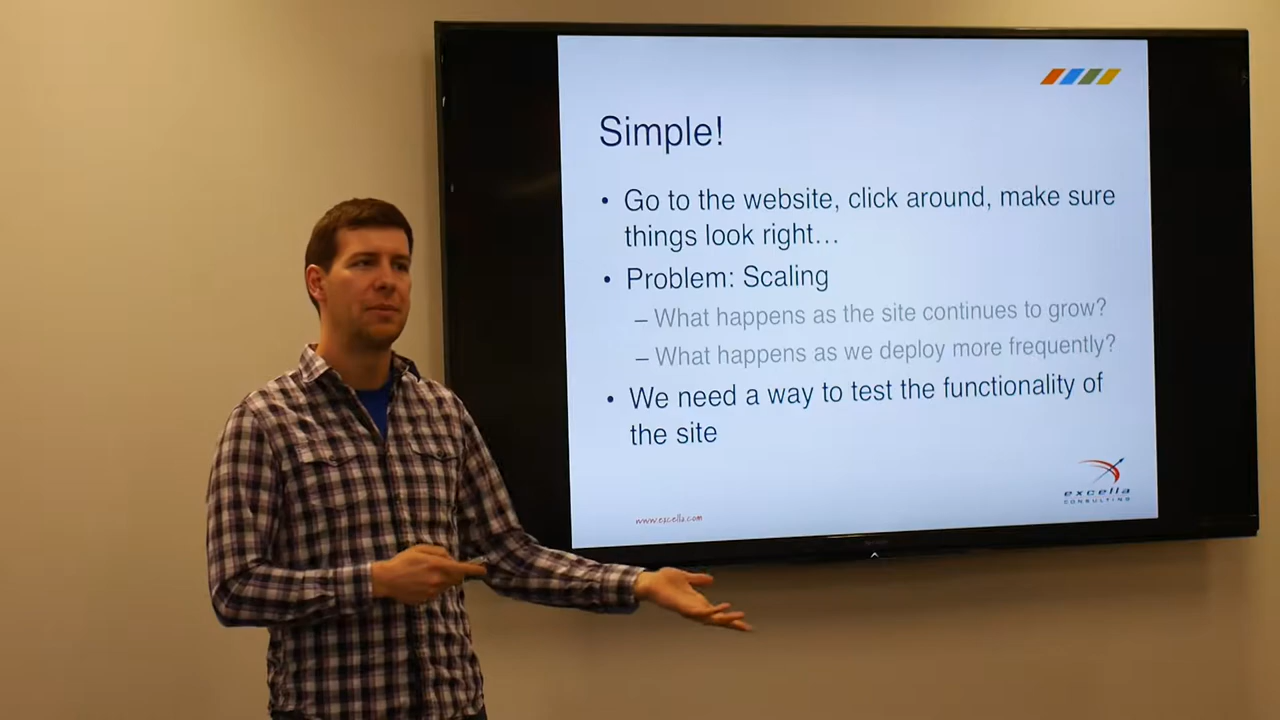 Simple!
• Go to the website, click around, make sure
things look right…
• Problem: Scaling
– What happens as the site continues to grow?
– What happens as we deploy more frequently?
• We need a way to test the functionality of
the site
excella
CONSULTING
www.excella.com